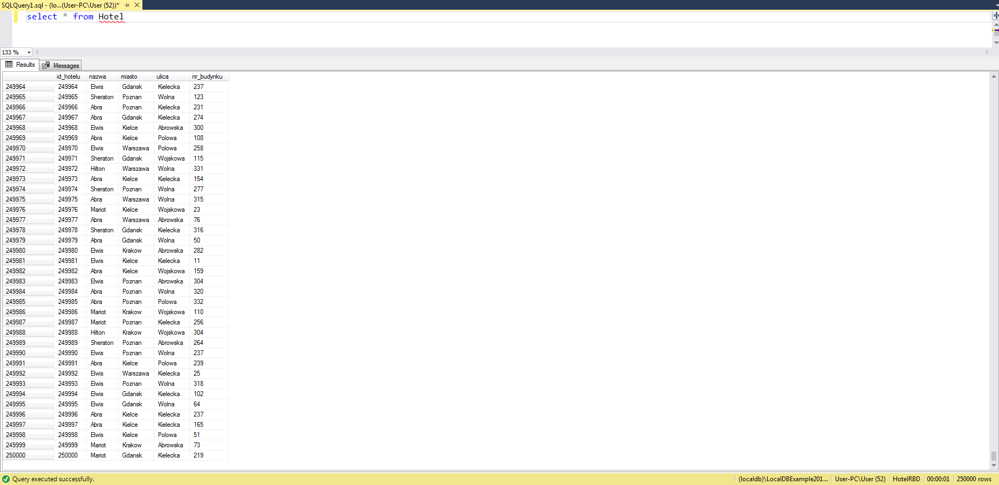 SQLQuery1.sql - (lo...(User-PC\User (52))*
select * from Hotel
133 %
Results Messages
id_hotelu nazwa miasto ulica nr_budynku
249964 249964 Elwis Gdansk Kielecka 237
249965 249965 Sheraton Poznan Wolna 123
249966 249966 Abra Poznan Kielecka 231
249967 249967 Abra Gdansk Kielecka 274
249968 249968 Elwis Kielce Abrowska 300
249969 249969 Abra Kielce Polowa 108
249970 249970 Elwis Warszawa Polowa 258
249971 249971 Sheraton Gdansk Wojskowa 115
249972 249972 Hilton Warszawa Wolna 331
249973 249973 Abra Kielce Kielecka 154
249974 249974 Sheraton Poznan Wolna 277
249975 249975 Abra Warszawa Wolna 315
249976 249976 Mariot Kielce Wojskowa 23
249977 249977 Abra Warszawa Abrowska 76
249978 249978 Sheraton Gdansk Kielecka 316
249979 249979 Abra Gdansk Wolna 50
249980 249980 Elwis Krakow Abrowska 282
249981 249981 Elwis Kielce Kielecka 11
249982 249982 Abra Kielce Wojskowa 159
249983 249983 Elwis Poznan Abrowska 304
249984 249984 Abra Poznan Wolna 320
249985 249985 Abra Poznan Polowa 332
249986 249986 Mariot Krakow Wojskowa 110
249987 249987 Mariot Poznan Kielecka 256
249988 249988 Hilton Krakow Wojskowa 304
249989 249989 Sheraton Poznan Abrowska 264
249990 249990 Elwis Poznan Wolna 237
249991 249991 Abra Kielce Polowa 239
249992 249992 Elwis Warszawa Kielecka 25
249993 249993 Elwis Poznan Wolna 318
249994 249994 Elwis Gdansk Kielecka 102
249995 249995 Elwis Gdansk Wolna 64
249996 249996 Abra Kielce Kielecka 237
249997 249997 Abra Kielce Kielecka 165
249998 249998 Elwis Kielce Polowa 51
249999 249999 Mariot Krakow Abrowska 73
250000 250000 Mariot Gdansk Kielecka 219
Query executed successfully. (localdb)\LocalDBExample201... User-PC\User (52) HotelRBD 00:00:01 250000 rows